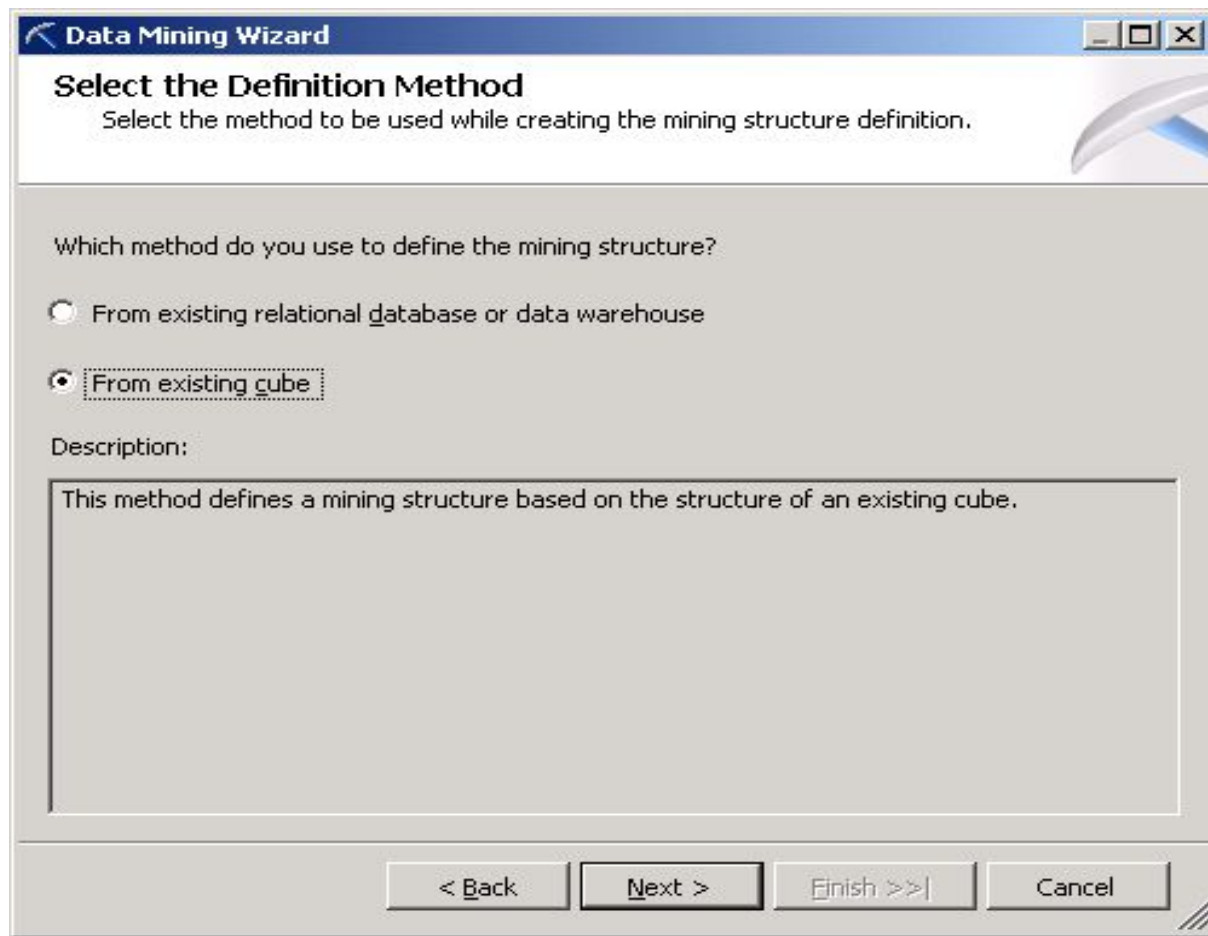 Data Mining Wizard
Select the Definition Method
Select the method to be used while creating the mining structure definition.
Which method do you use to define the mining structure?
From existing relational database or data warehouse
From existing cube
Description:
This method defines a mining structure based on the structure of an existing cube.
< Back
Next >
Finish >>|
Cancel